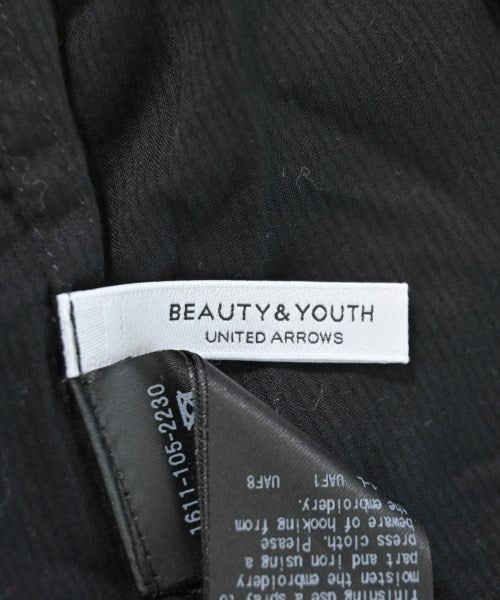 BEAUTY&YOUTH
UNITED ARROWS
1611-105-2230
finishing use a spray to
moisten the embroidery
part and iron using a
press cloth. Please
beware of hooking from
the embroidery.
UAF1 UAF8